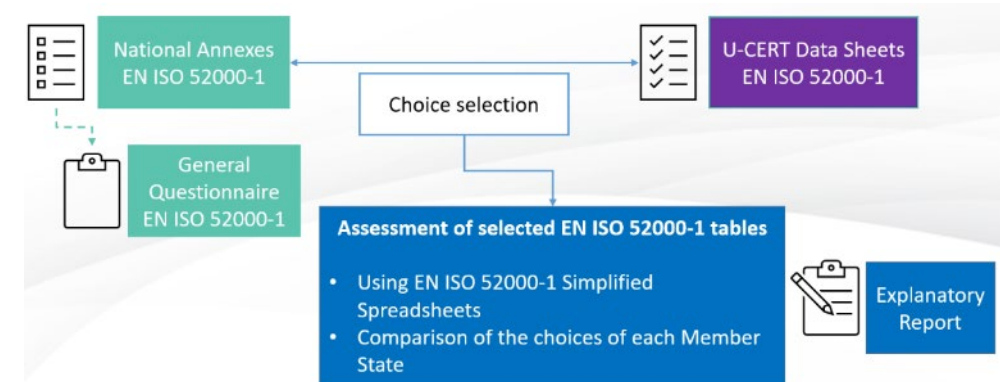 National Annexes
EN ISO 52000-1
U-CERT Data Sheets
EN ISO 52000-1
Choice selection
General
Questionnaire
EN ISO 52000-1
Assessment of selected EN ISO 52000-1 tables
• Using EN ISO 52000-1 Simplified
Spreadsheets
• Comparison of the choices of each Member
State
Explanatory
Report